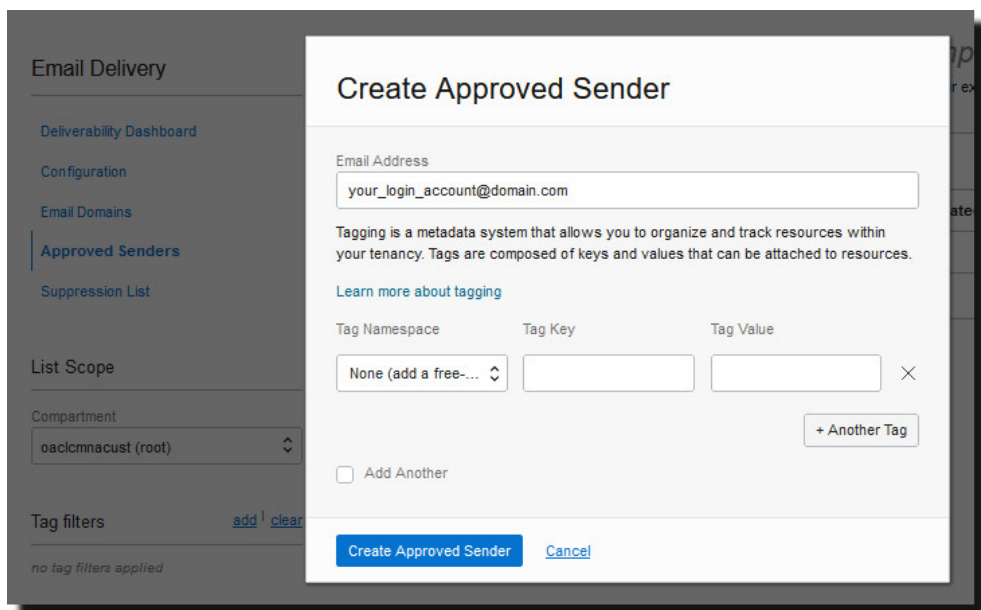 Email Delivery
Deliverability Dashboard
Configuration
Email Domains
Approved Senders
Suppression List
List Scope
Compartment
oaclcmnacust (root)
Tag filters
add | clear
no tag filters applied
Create Approved Sender
Email Address
your_login_account@domain.com
Tagging is a metadata system that allows you to organize and track resources within
your tenancy. Tags are composed of keys and values that can be attached to resources.
Learn more about tagging
Tag Namespace Tag Key Tag Value
None (add a free-...
+ Another Tag
Add Another
Create Approved Sender Cancel